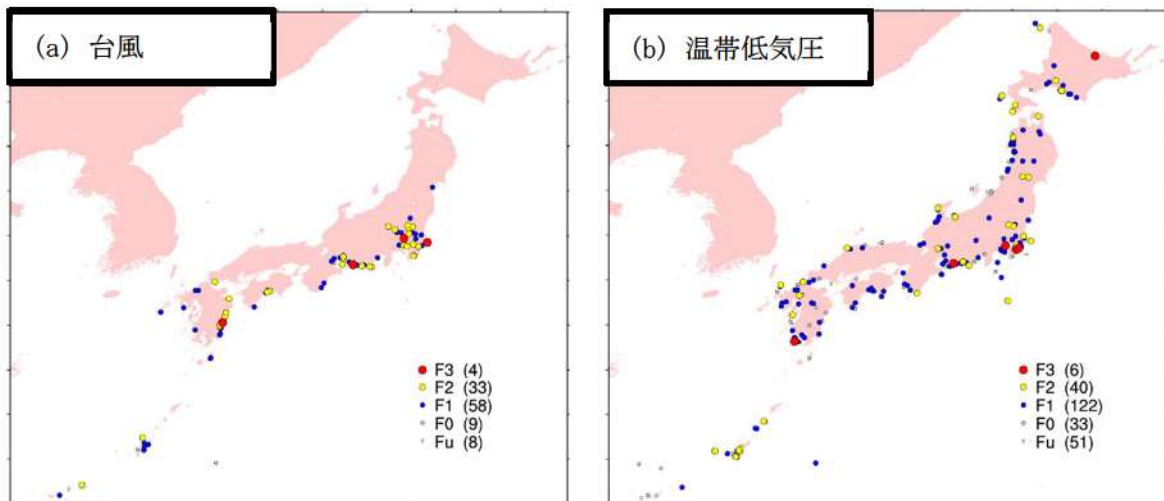 (a) 台風
F3 (4)
F2 (33)
F1 (58)
F0 (9)
Fu (8)
(b) 温帯低気圧
F3 (6)
F2 (40)
F1 (122)
F0 (33)
Fu (51)